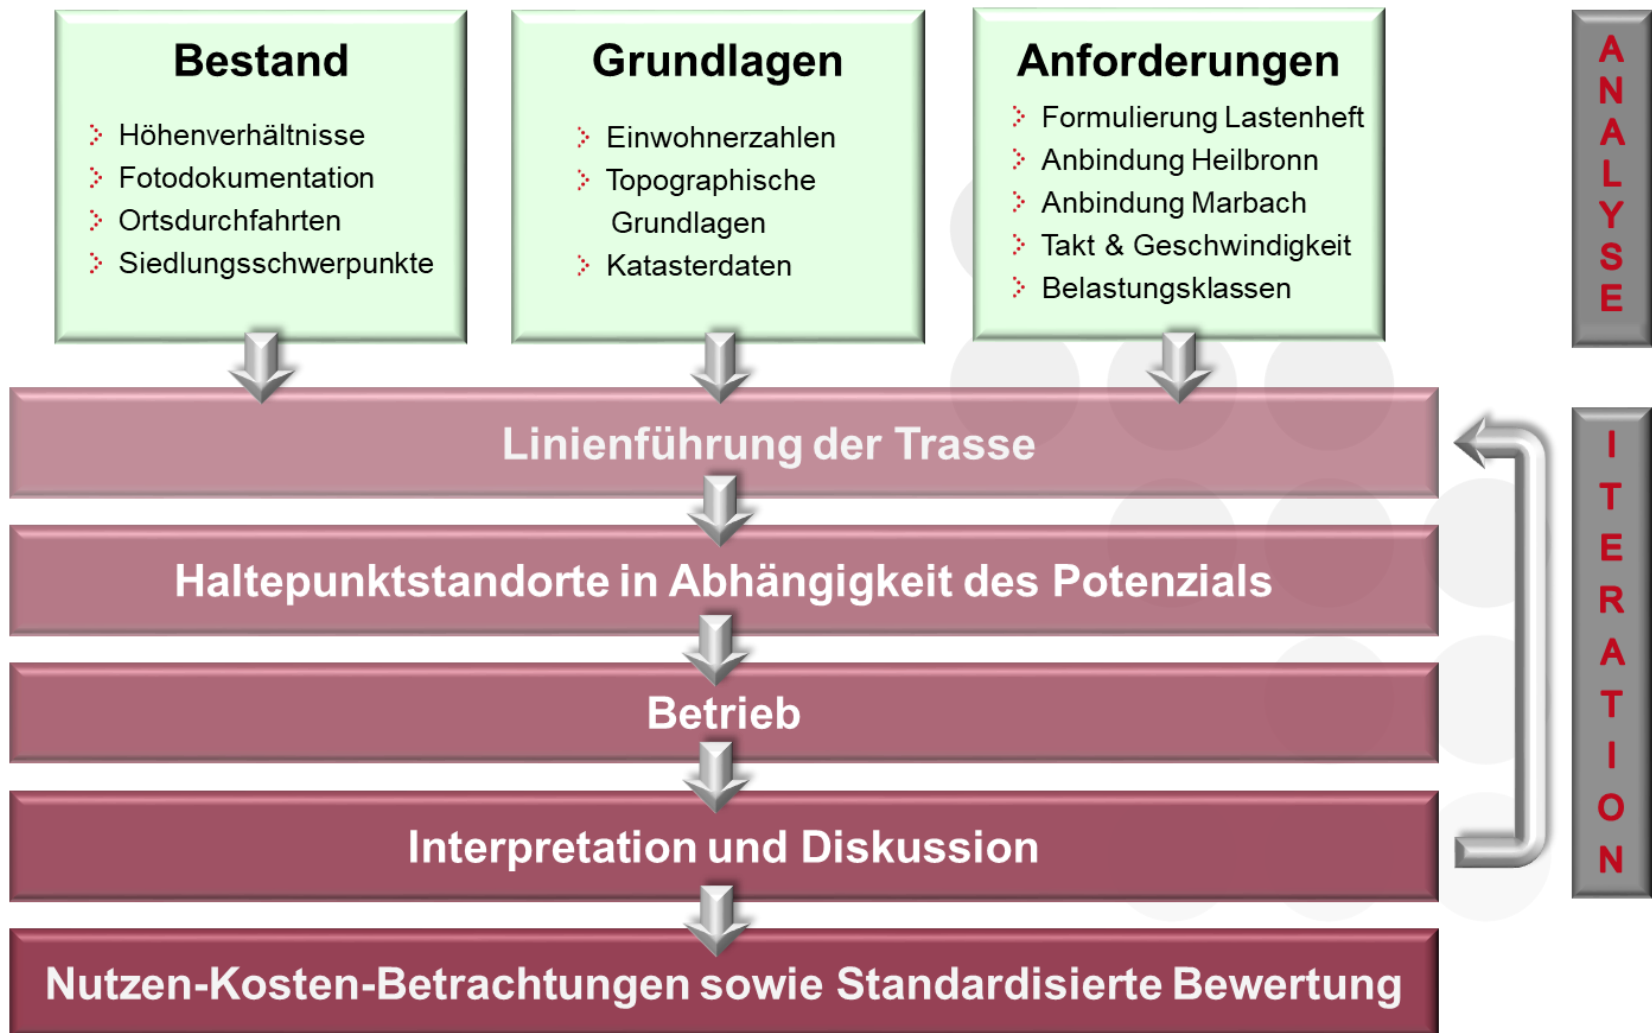 Bestand
Höhenverhältnisse
Fotodokumentation
Ortsdurchfahrten
Siedlungsschwerpunkte
Grundlagen
Einwohnerzahlen
Topographische
Grundlagen
Katasterdaten
Anforderungen
Formulierung Lastenheft
Anbindung Heilbronn
Anbindung Marbach
Takt & Geschwindigkeit
Belastungsklassen
ANALYSE
Linienführung der Trasse
Haltepunktstandorte in Abhängigkeit des Potenzials
Betrieb
Interpretation und Diskussion
Nutzen-Kosten-Betrachtungen sowie Standardisierte Bewertung
ITERATION